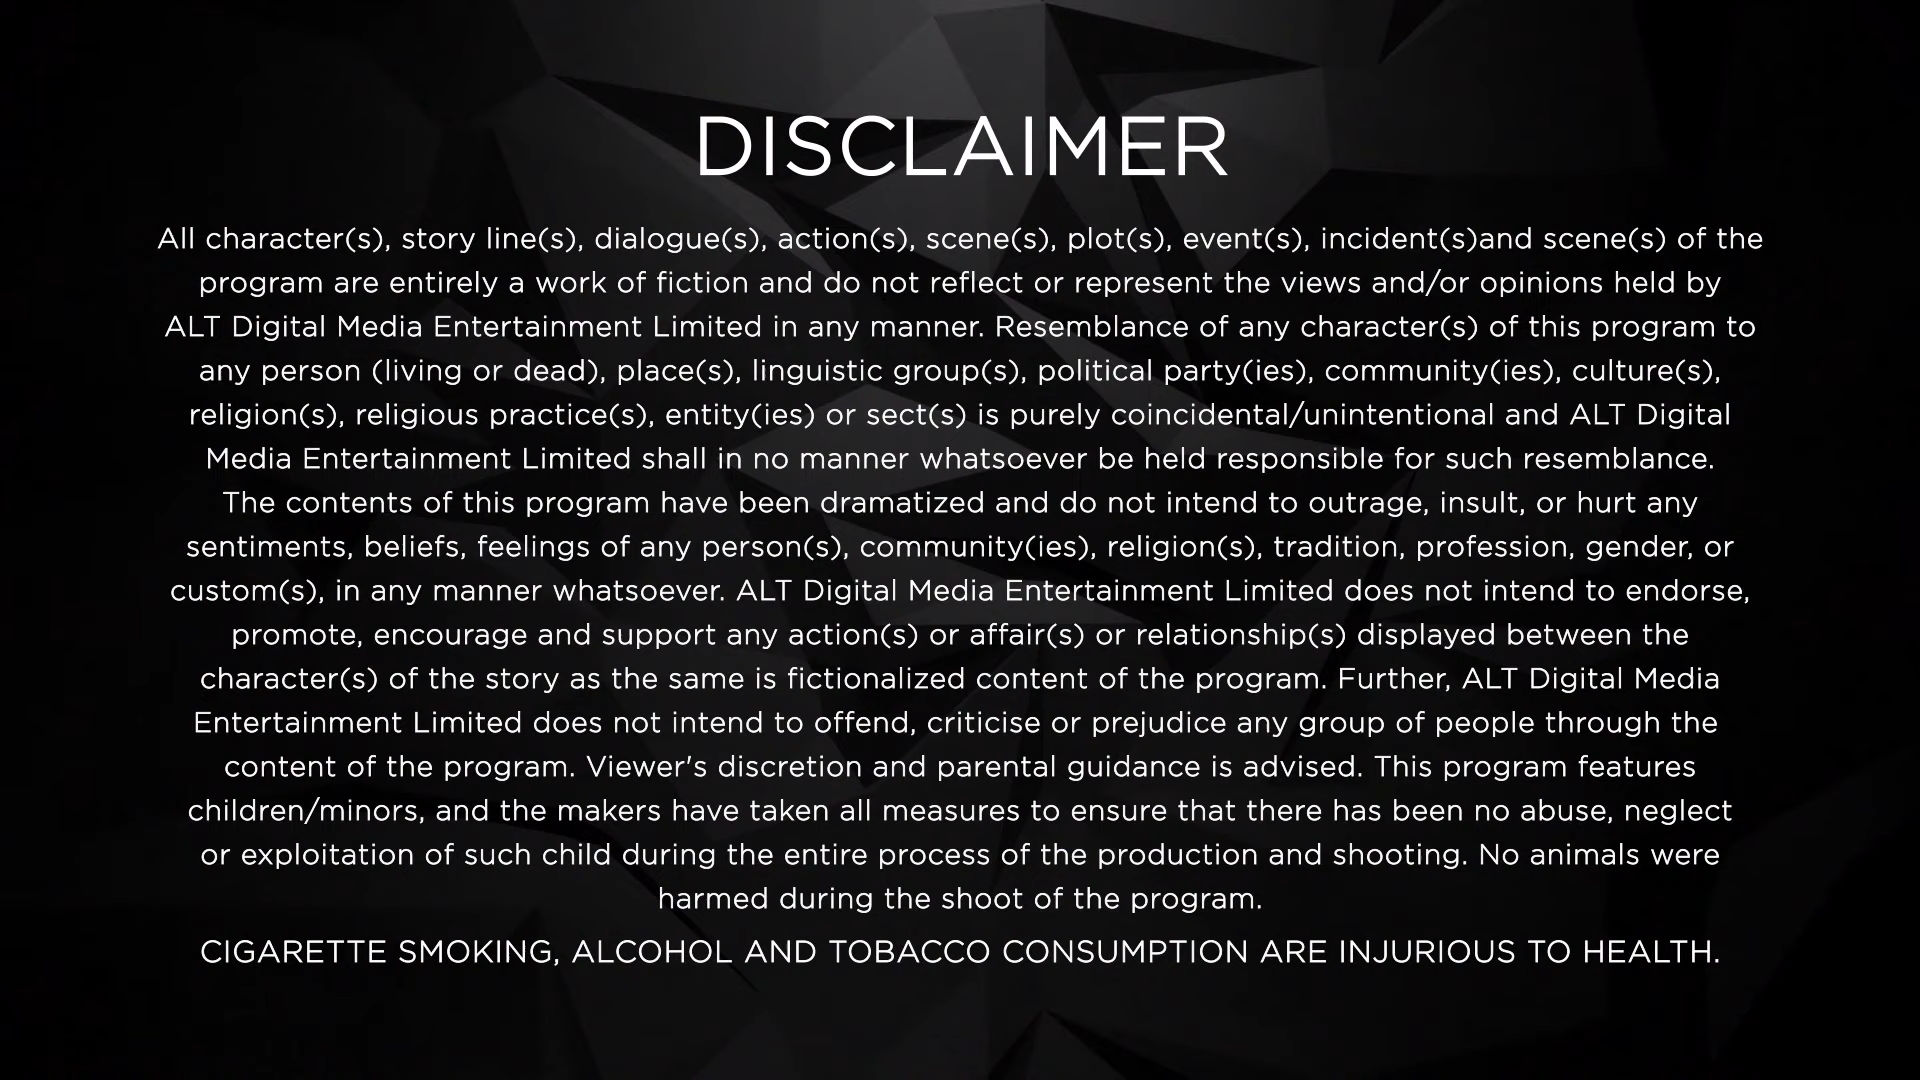 DISCLAIMER
All character(s), story line(s), dialogue(s), action(s), scene(s), plot(s), event(s), incident(s)and scene(s) of the
program are entirely a work of fiction and do not reflect or represent the views and/or opinions held by
ALT Digital Media Entertainment Limited in any manner. Resemblance of any character(s) of this program to
any person (living or dead), place(s), linguistic group(s), political party(ies), community(ies), culture(s),
religion(s), religious practice(s), entity(ies) or sect(s) is purely coincidental/unintentional and ALT Digital
Media Entertainment Limited shall in no manner whatsoever be held responsible for such resemblance.
The contents of this program have been dramatized and do not intend to outrage, insult, or hurt any
sentiments, beliefs, feelings of any person(s), community(ies), religion(s), tradition, profession, gender, or
custom(s), in any manner whatsoever. ALT Digital Media Entertainment Limited does not intend to endorse,
promote, encourage and support any action(s) or affair(s) or relationship(s) displayed between the
character(s) of the story as the same is fictionalized content of the program. Further, ALT Digital Media
Entertainment Limited does not intend to offend, criticise or prejudice any group of people through the
content of the program. Viewer's discretion and parental guidance is advised. This program features
children/minors, and the makers have taken all measures to ensure that there has been no abuse, neglect
or exploitation of such child during the entire process of the production and shooting. No animals were
harmed during the shoot of the program.
CIGARETTE SMOKING, ALCOHOL AND TOBACCO CONSUMPTION ARE INJURIOUS TO HEALTH.